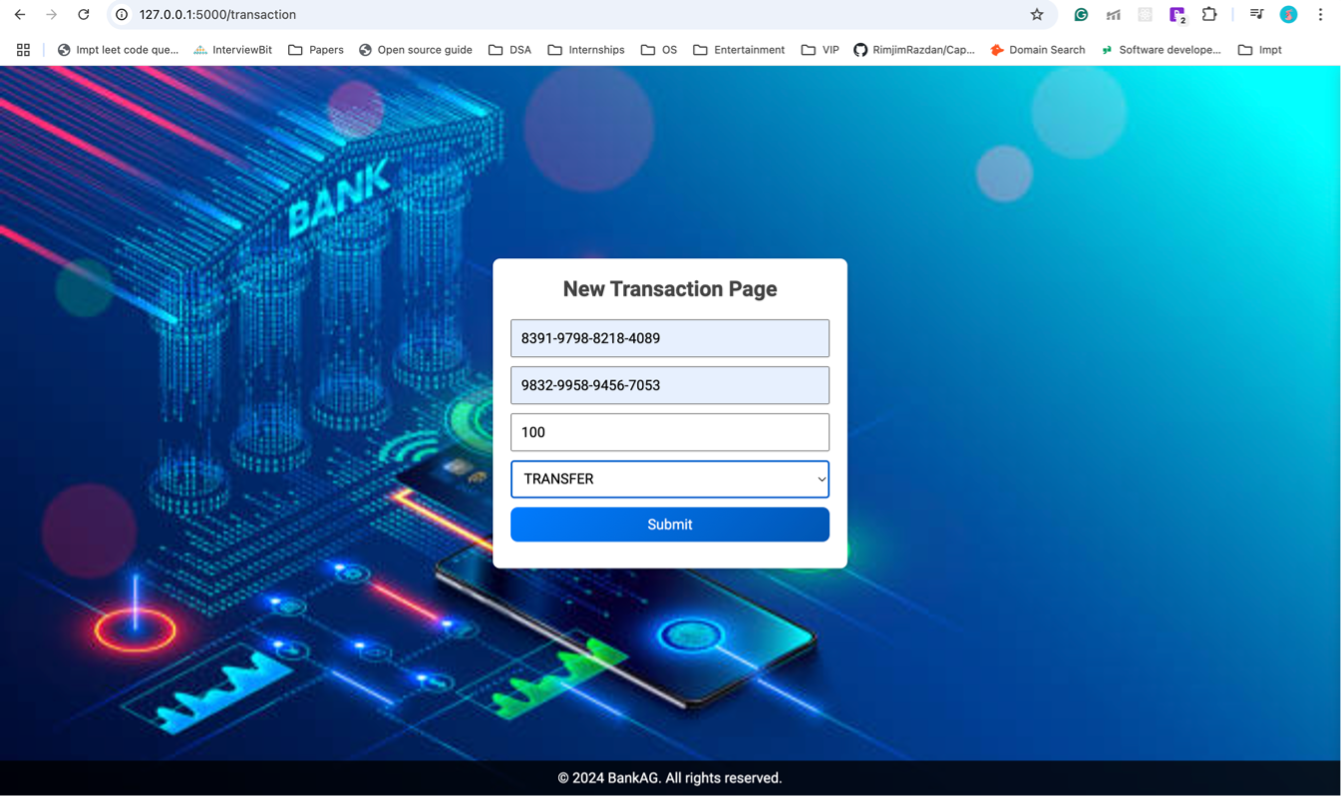 127.0.0.1:5000/transaction
2
Impt leet code que... InterviewBit Papers Open source guide DSA Internships OS Entertainment VIP RimjimRazdan/Cap... Domain Search Software develope... Impt
BANK
New Transaction Page
8391-9798-8218-4089
9832-9958-9456-7053
100
TRANSFER
Submit
© 2024 BankAG. All rights reserved.